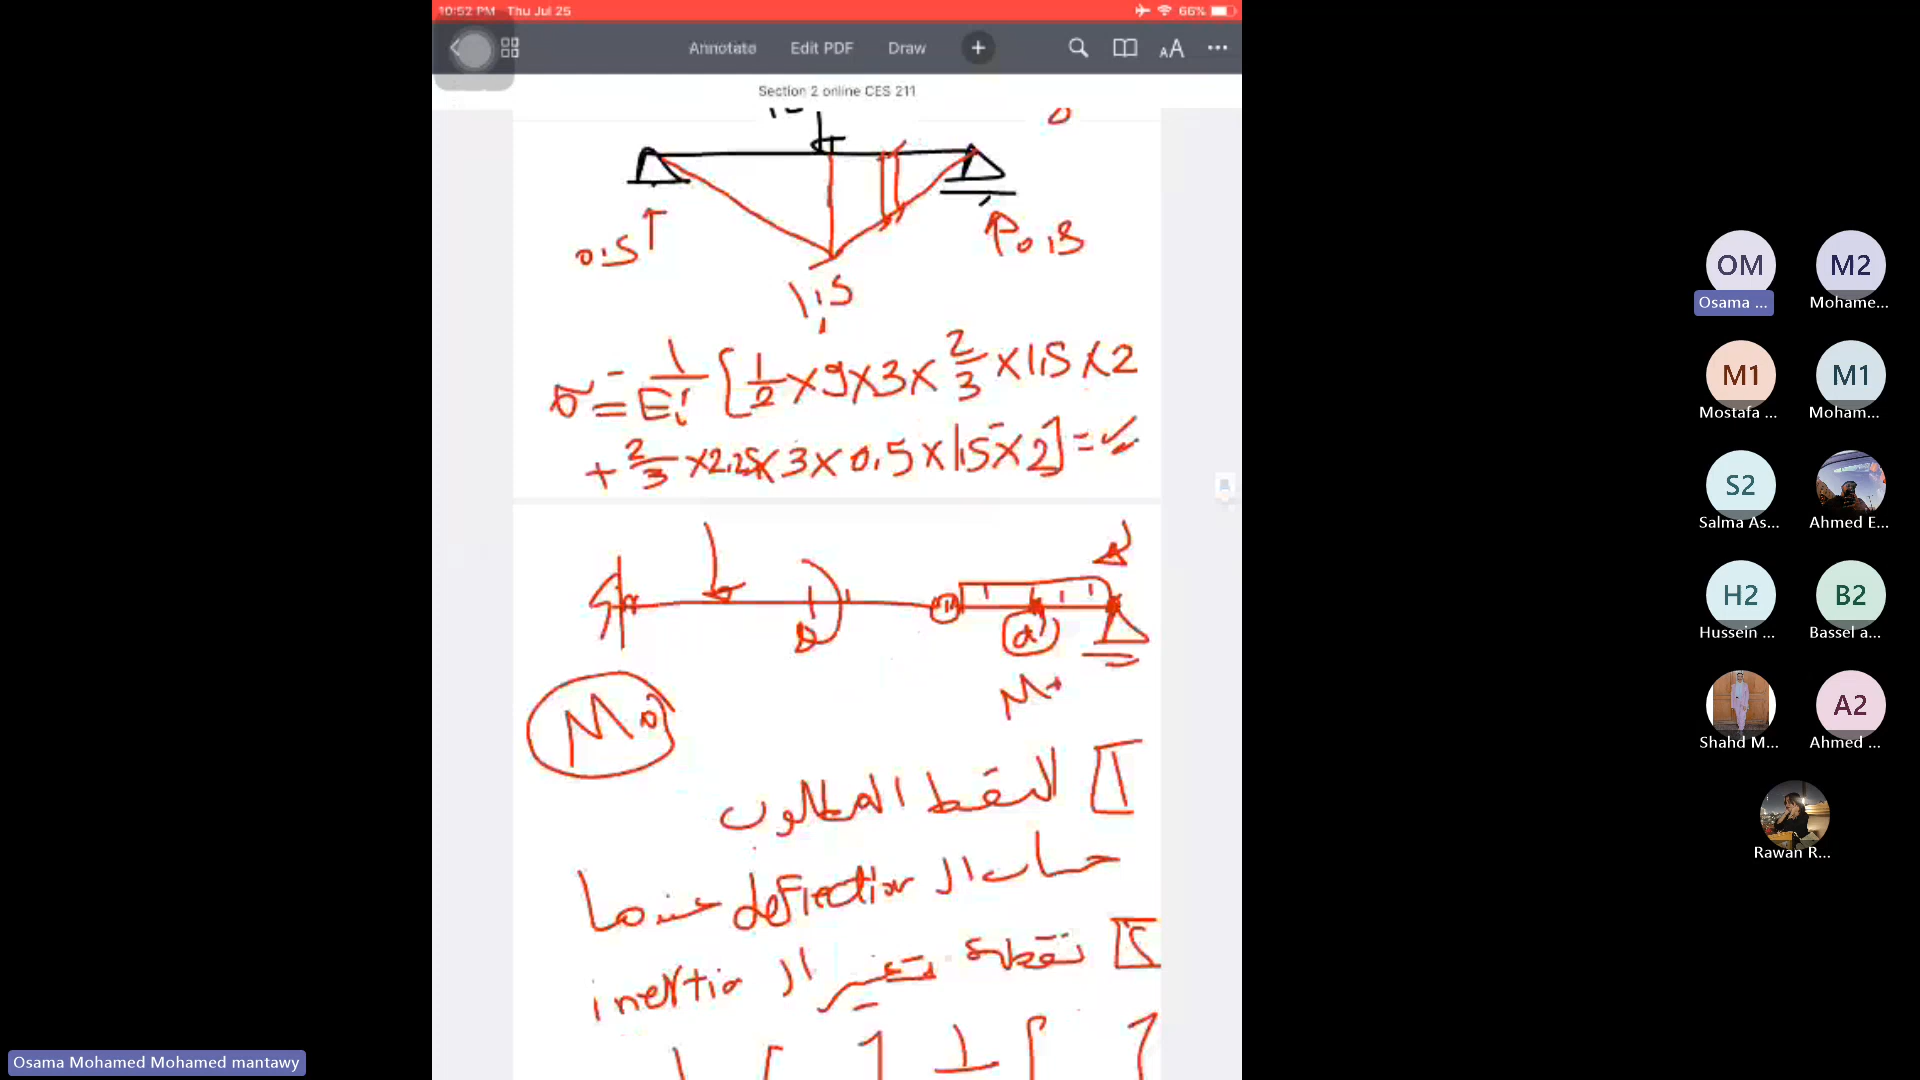 10:52 PM Thu Jul 25 66%
Annotate Edit PDF Draw
Section 2 online CES 211
0.5
0.5
1.5
δ = 1/EI [1/2 × 9 × 3 × 2/3 × 1.5 × 2
+ 2/3 × 2.25 × 3 × 0.5 × 1.5 × 2] = ✓
a
M0
1 النقط المطلوب
حساب ال deflection عندها
2 نقطة تغير ال inertia
OM M2
Osama ... Mohame...
M1 M1
Mostafa ... Moham...
S2
Salma As... Ahmed E...
H2 B2
Hussein ... Bassel a...
A2
Shahd M... Ahmed ...
Rawan R...
Osama Mohamed Mohamed mantawy